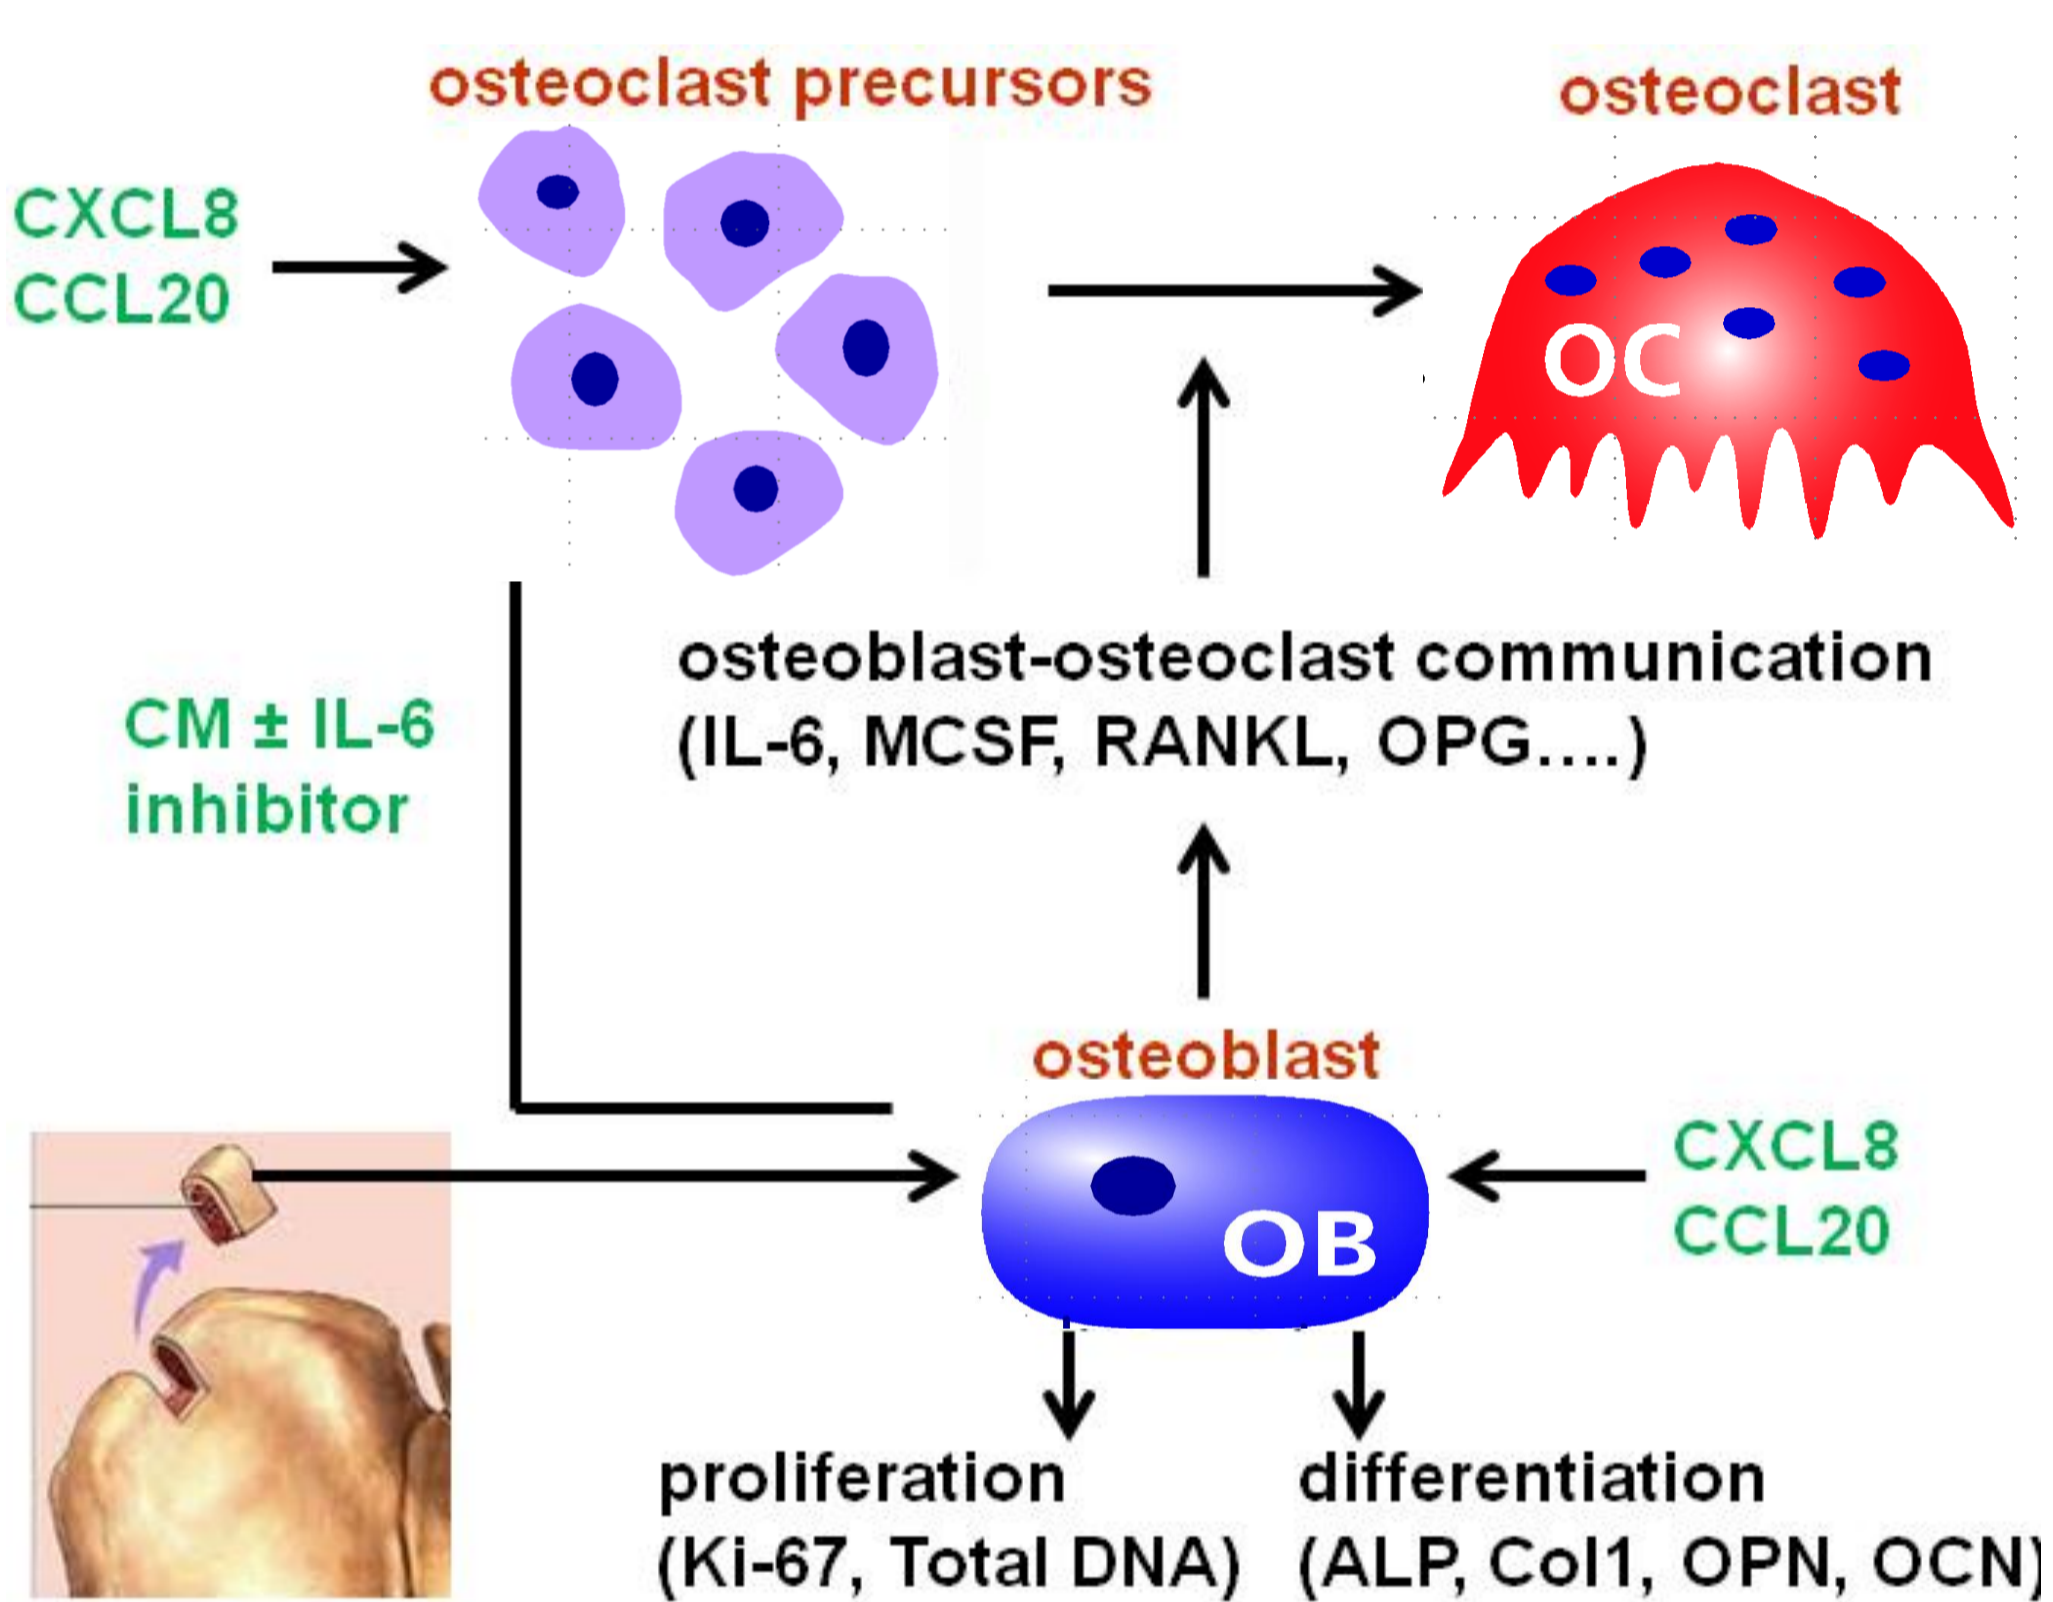 osteoclast precursors
osteoclast
CXCL8
CCL20
OC
CM ± IL-6
inhibitor
osteoblast-osteoclast communication
(IL-6, MCSF, RANKL, OPG....)
osteoblast
OB
CXCL8
CCL20
proliferation
(Ki-67, Total DNA)
differentiation
(ALP, Col1, OPN, OCN)